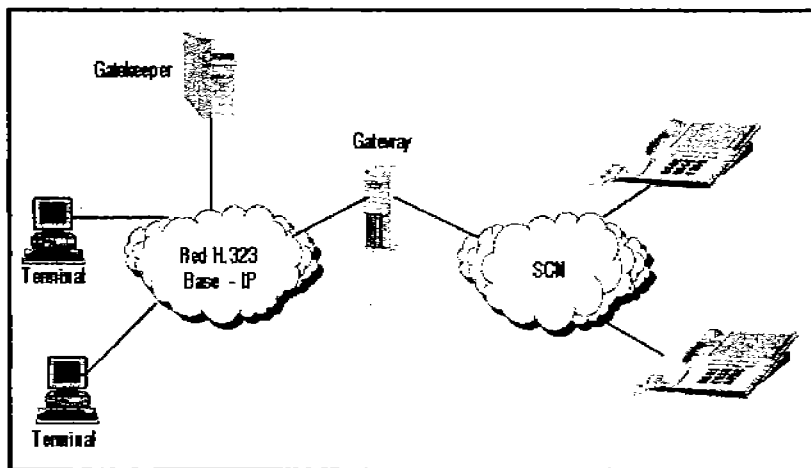 Gatekeeper
Gateway
Terminal
Red H.323
Base - IP
SCN
Terminal